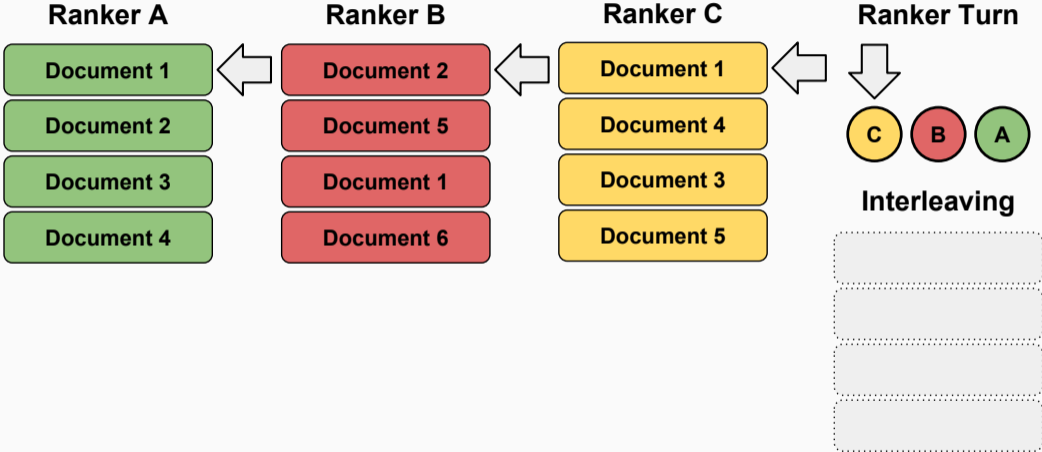 Ranker A
Ranker B
Ranker C
Ranker Turn
Document 1
Document 2
Document 3
Document 4
Document 2
Document 5
Document 1
Document 6
Document 1
Document 4
Document 3
Document 5
C B A
Interleaving